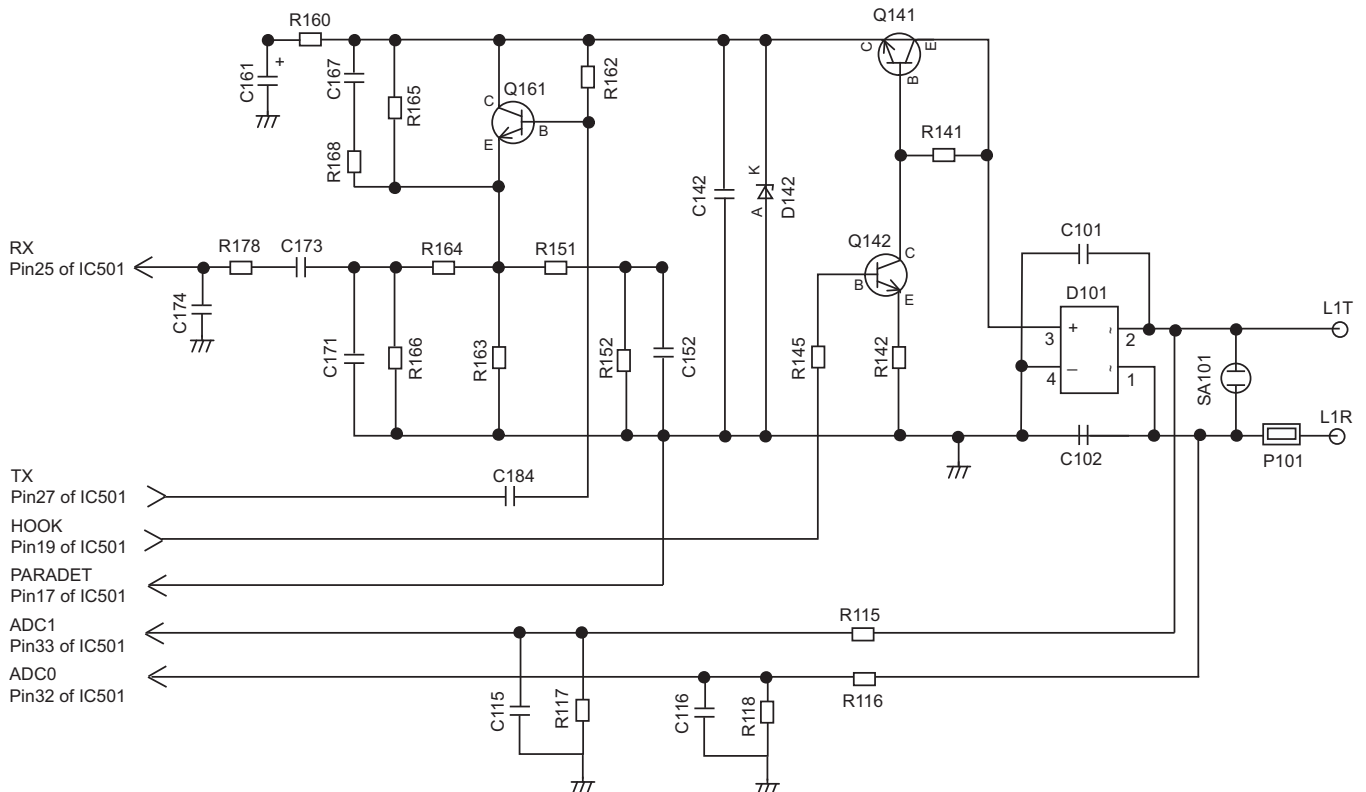 Q141
R160
C
E
+
C161
C167
R165
Q161
R162
B
C
B
E
R168
R141
C142
K
A
D142
RX
Pin25 of IC501
R178
C173
R164
R151
Q142
C
B
E
C101
D101
L1T
C174
+
~
3
2
C171
R166
R163
R152
C152
R145
R142
–
~
4
1
SA101
L1R
C102
P101
TX
Pin27 of IC501
C184
HOOK
Pin19 of IC501
PARADET
Pin17 of IC501
ADC1
Pin33 of IC501
R115
ADC0
Pin32 of IC501
R116
C115
R117
C116
R118